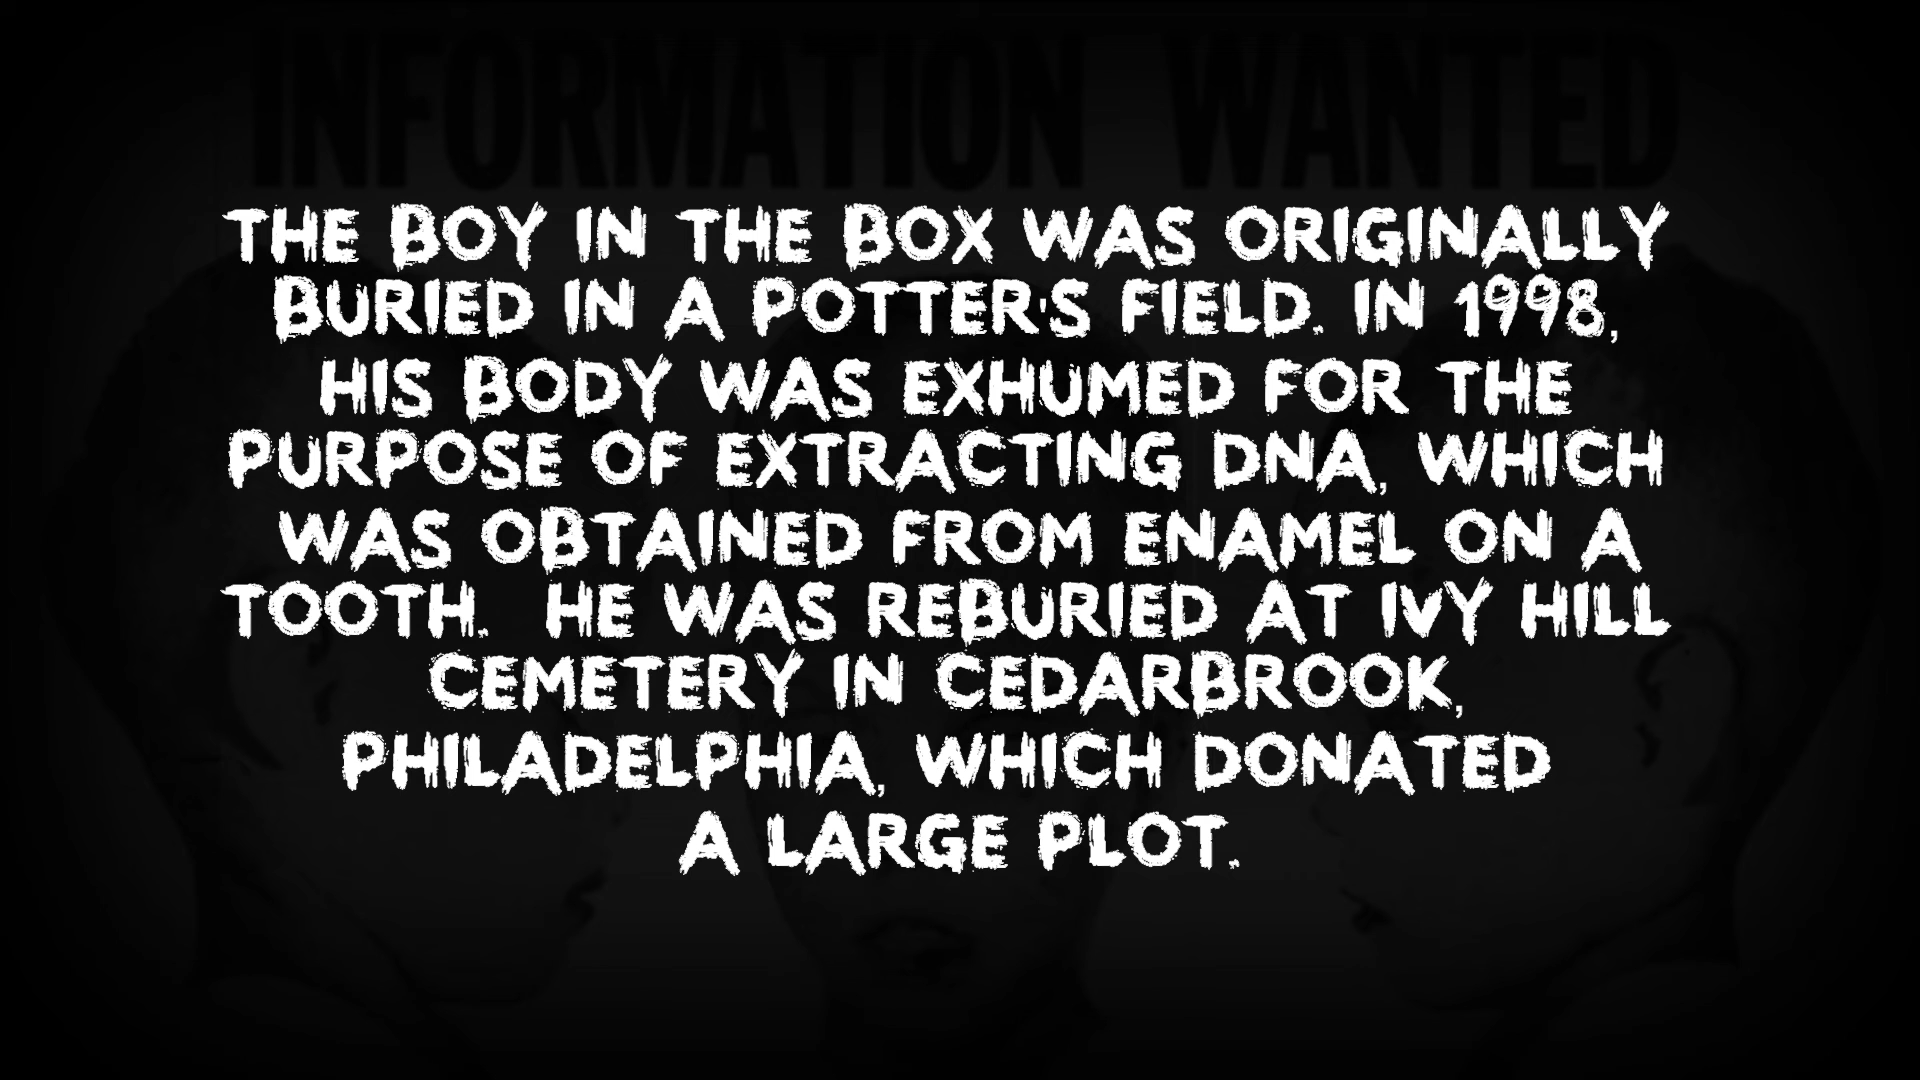 INFORMATION WANTED
THE BOY IN THE BOX WAS ORIGINALLY
BURIED IN A POTTER'S FIELD. IN 1998,
HIS BODY WAS EXHUMED FOR THE
PURPOSE OF EXTRACTING DNA, WHICH
WAS OBTAINED FROM ENAMEL ON A
TOOTH. HE WAS REBURIED AT IVY HILL
CEMETERY IN CEDARBROOK,
PHILADELPHIA, WHICH DONATED
A LARGE PLOT.